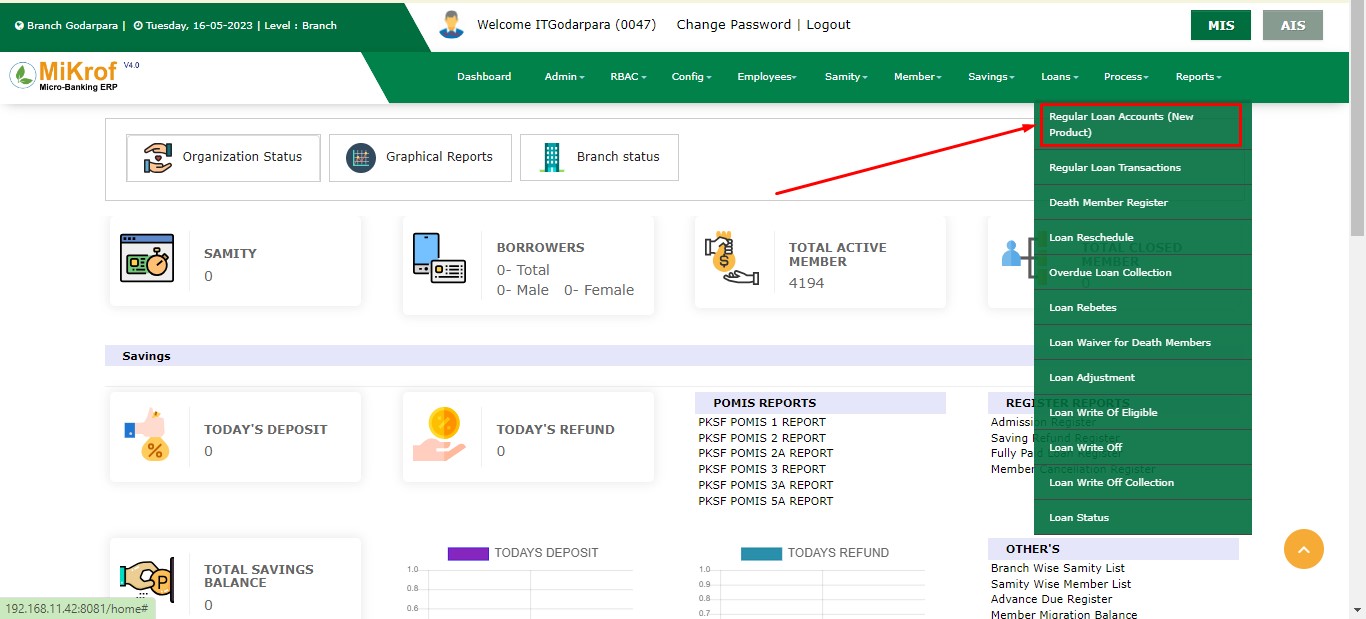 Branch Godarpara | Tuesday, 16-05-2023 | Level : Branch
Welcome ITGodarpara (0047) Change Password | Logout
MIS AIS
MiKrof V4.0
Micro-Banking ERP
Dashboard Admin RBAC Config Employees Samity Member Savings Loans Process Reports
Regular Loan Accounts (New
Product)
Regular Loan Transactions
Death Member Register
Loan Reschedule
Overdue Loan Collection
Loan Rebetes
Loan Waiver for Death Members
Loan Adjustment
Loan Write Of Eligible
Loan Write Off
Loan Write Off Collection
Loan Status
Organization Status Graphical Reports Branch status
SAMITY
0
BORROWERS
0- Total
0- Male 0- Female
TOTAL ACTIVE
MEMBER
4194
TOTAL CLOSED
MEMBER
0
Savings
TODAY'S DEPOSIT
0
TODAY'S REFUND
0
POMIS REPORTS
PKSF POMIS 1 REPORT
PKSF POMIS 2 REPORT
PKSF POMIS 2A REPORT
PKSF POMIS 3 REPORT
PKSF POMIS 3A REPORT
PKSF POMIS 5A REPORT
REGISTER REPORTS
Admission Register
Saving Refund Register
Fully Paid Loan Register
Member Cancellation Register
TOTAL SAVINGS
BALANCE
0
TODAYS DEPOSIT
1.0
0.8
0.6
TODAYS REFUND
1.0
0.9
0.8
0.7
OTHER'S
Branch Wise Samity List
Samity Wise Member List
Advance Due Register
Member Migration Balance
192.168.11.42:8081/home#